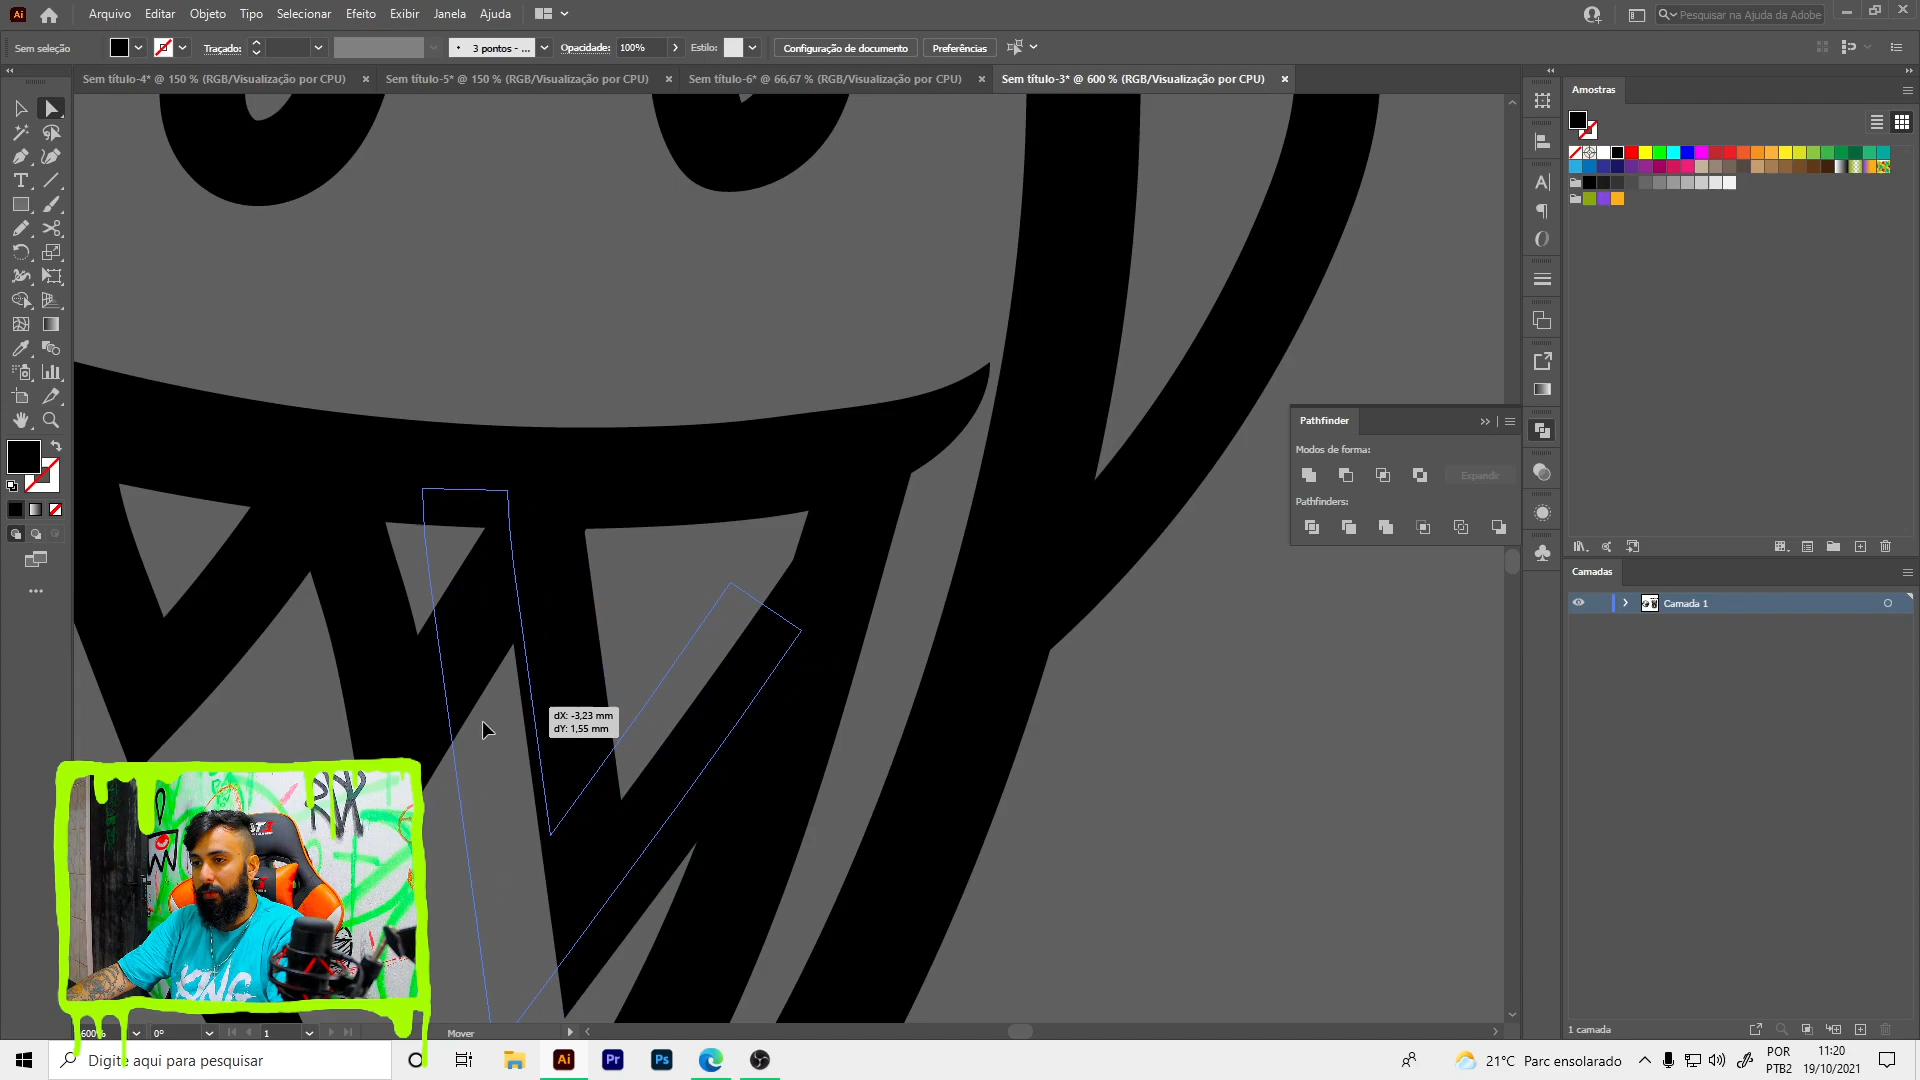 Ai
Arquivo Editar Objeto Tipo Selecionar Efeito Exibir Janela Ajuda
Pesquisar na Ajuda da Adobe
Sem seleção
Traçado:
3 pontos - ...
Opacidade: 100%
Estilo:
Configuração de documento
Preferências
Sem título-4* @ 150 % (RGB/Visualização por CPU)
Sem título-5* @ 150 % (RGB/Visualização por CPU)
Sem título-6* @ 66,67 % (RGB/Visualização por CPU)
Sem título-3* @ 600 % (RGB/Visualização por CPU)
Amostras
Pathfinder
Modos de forma:
Expandir
Pathfinders:
Camadas
Camada 1
dX: -3,23 mm
dY: 1,55 mm
KING
600%
0°
1
Mover
1 camada
Digite aqui para pesquisar
Ai
Pr
Ps
21°C Parc ensolarado
POR
PTB2
11:20
19/10/2021